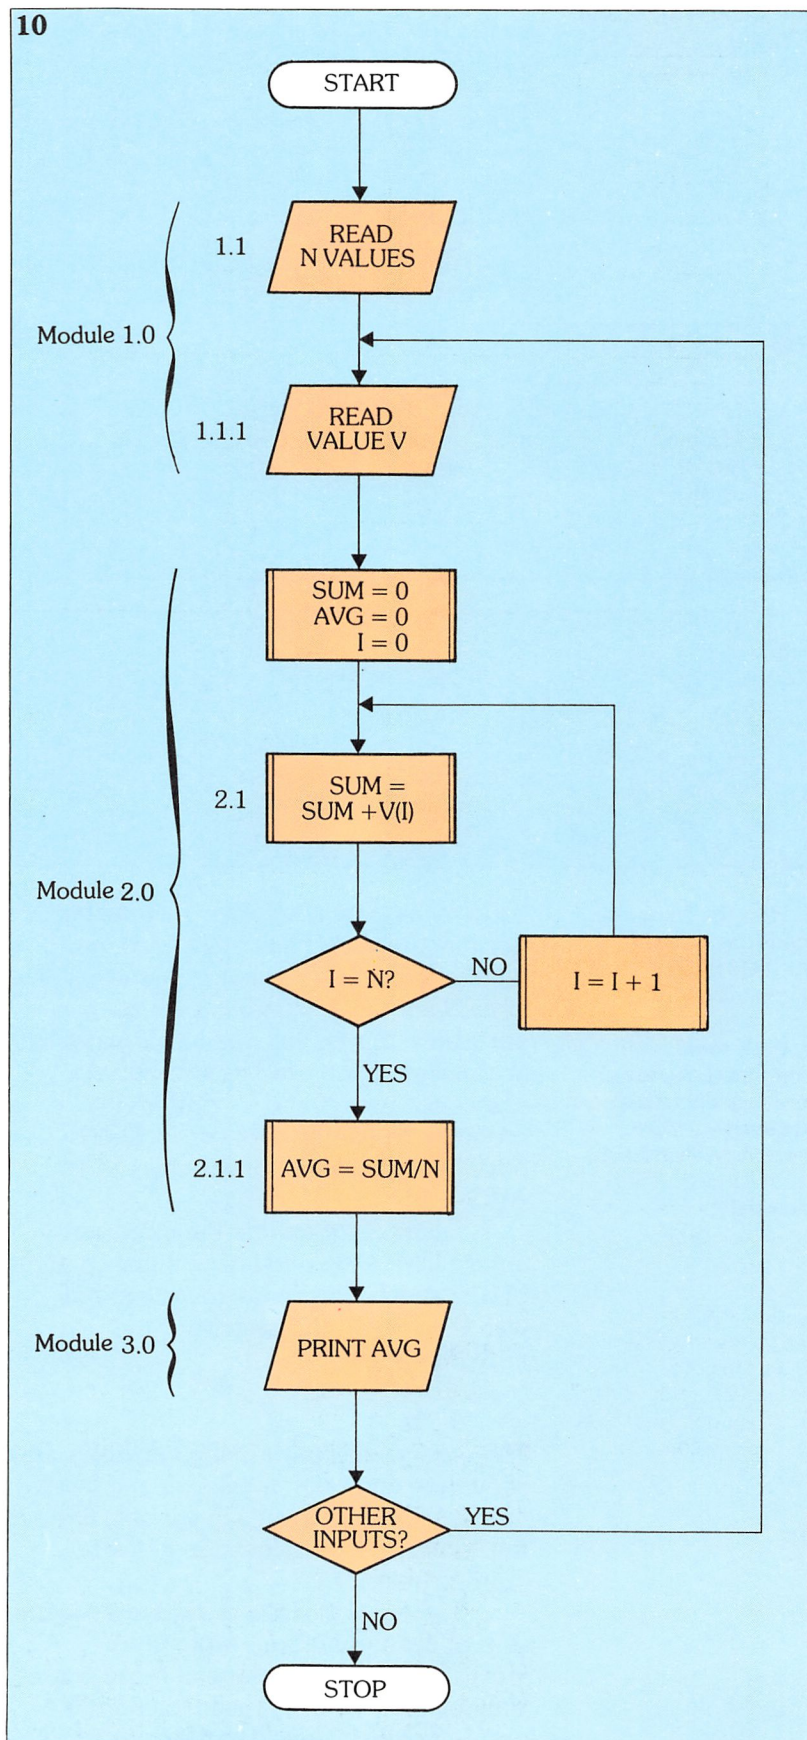 10
START
1.1
READ
N VALUES
Module 1.0
1.1.1
READ
VALUE V
SUM = 0
AVG = 0
I = 0
2.1
SUM =
SUM +V(I)
Module 2.0
I = N?
NO
I = I + 1
YES
2.1.1
AVG = SUM/N
Module 3.0
PRINT AVG
OTHER
INPUTS?
YES
NO
STOP